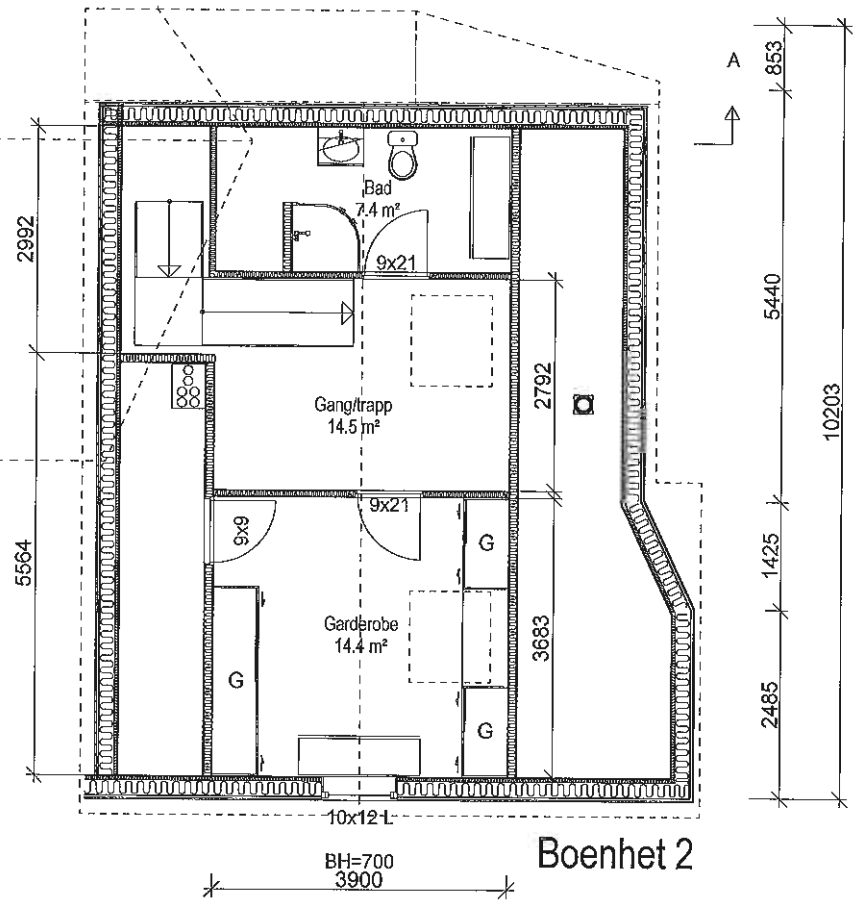 853
A
2992
Bad
7.4 m²
9x21
5440
2792
Gang/trapp
14.5 m²
10203
9x21
9x9
G
5564
1425
Garderobe
14.4 m²
3683
G
2485
G
10x12 L
Boenhet 2
BH=700
3900